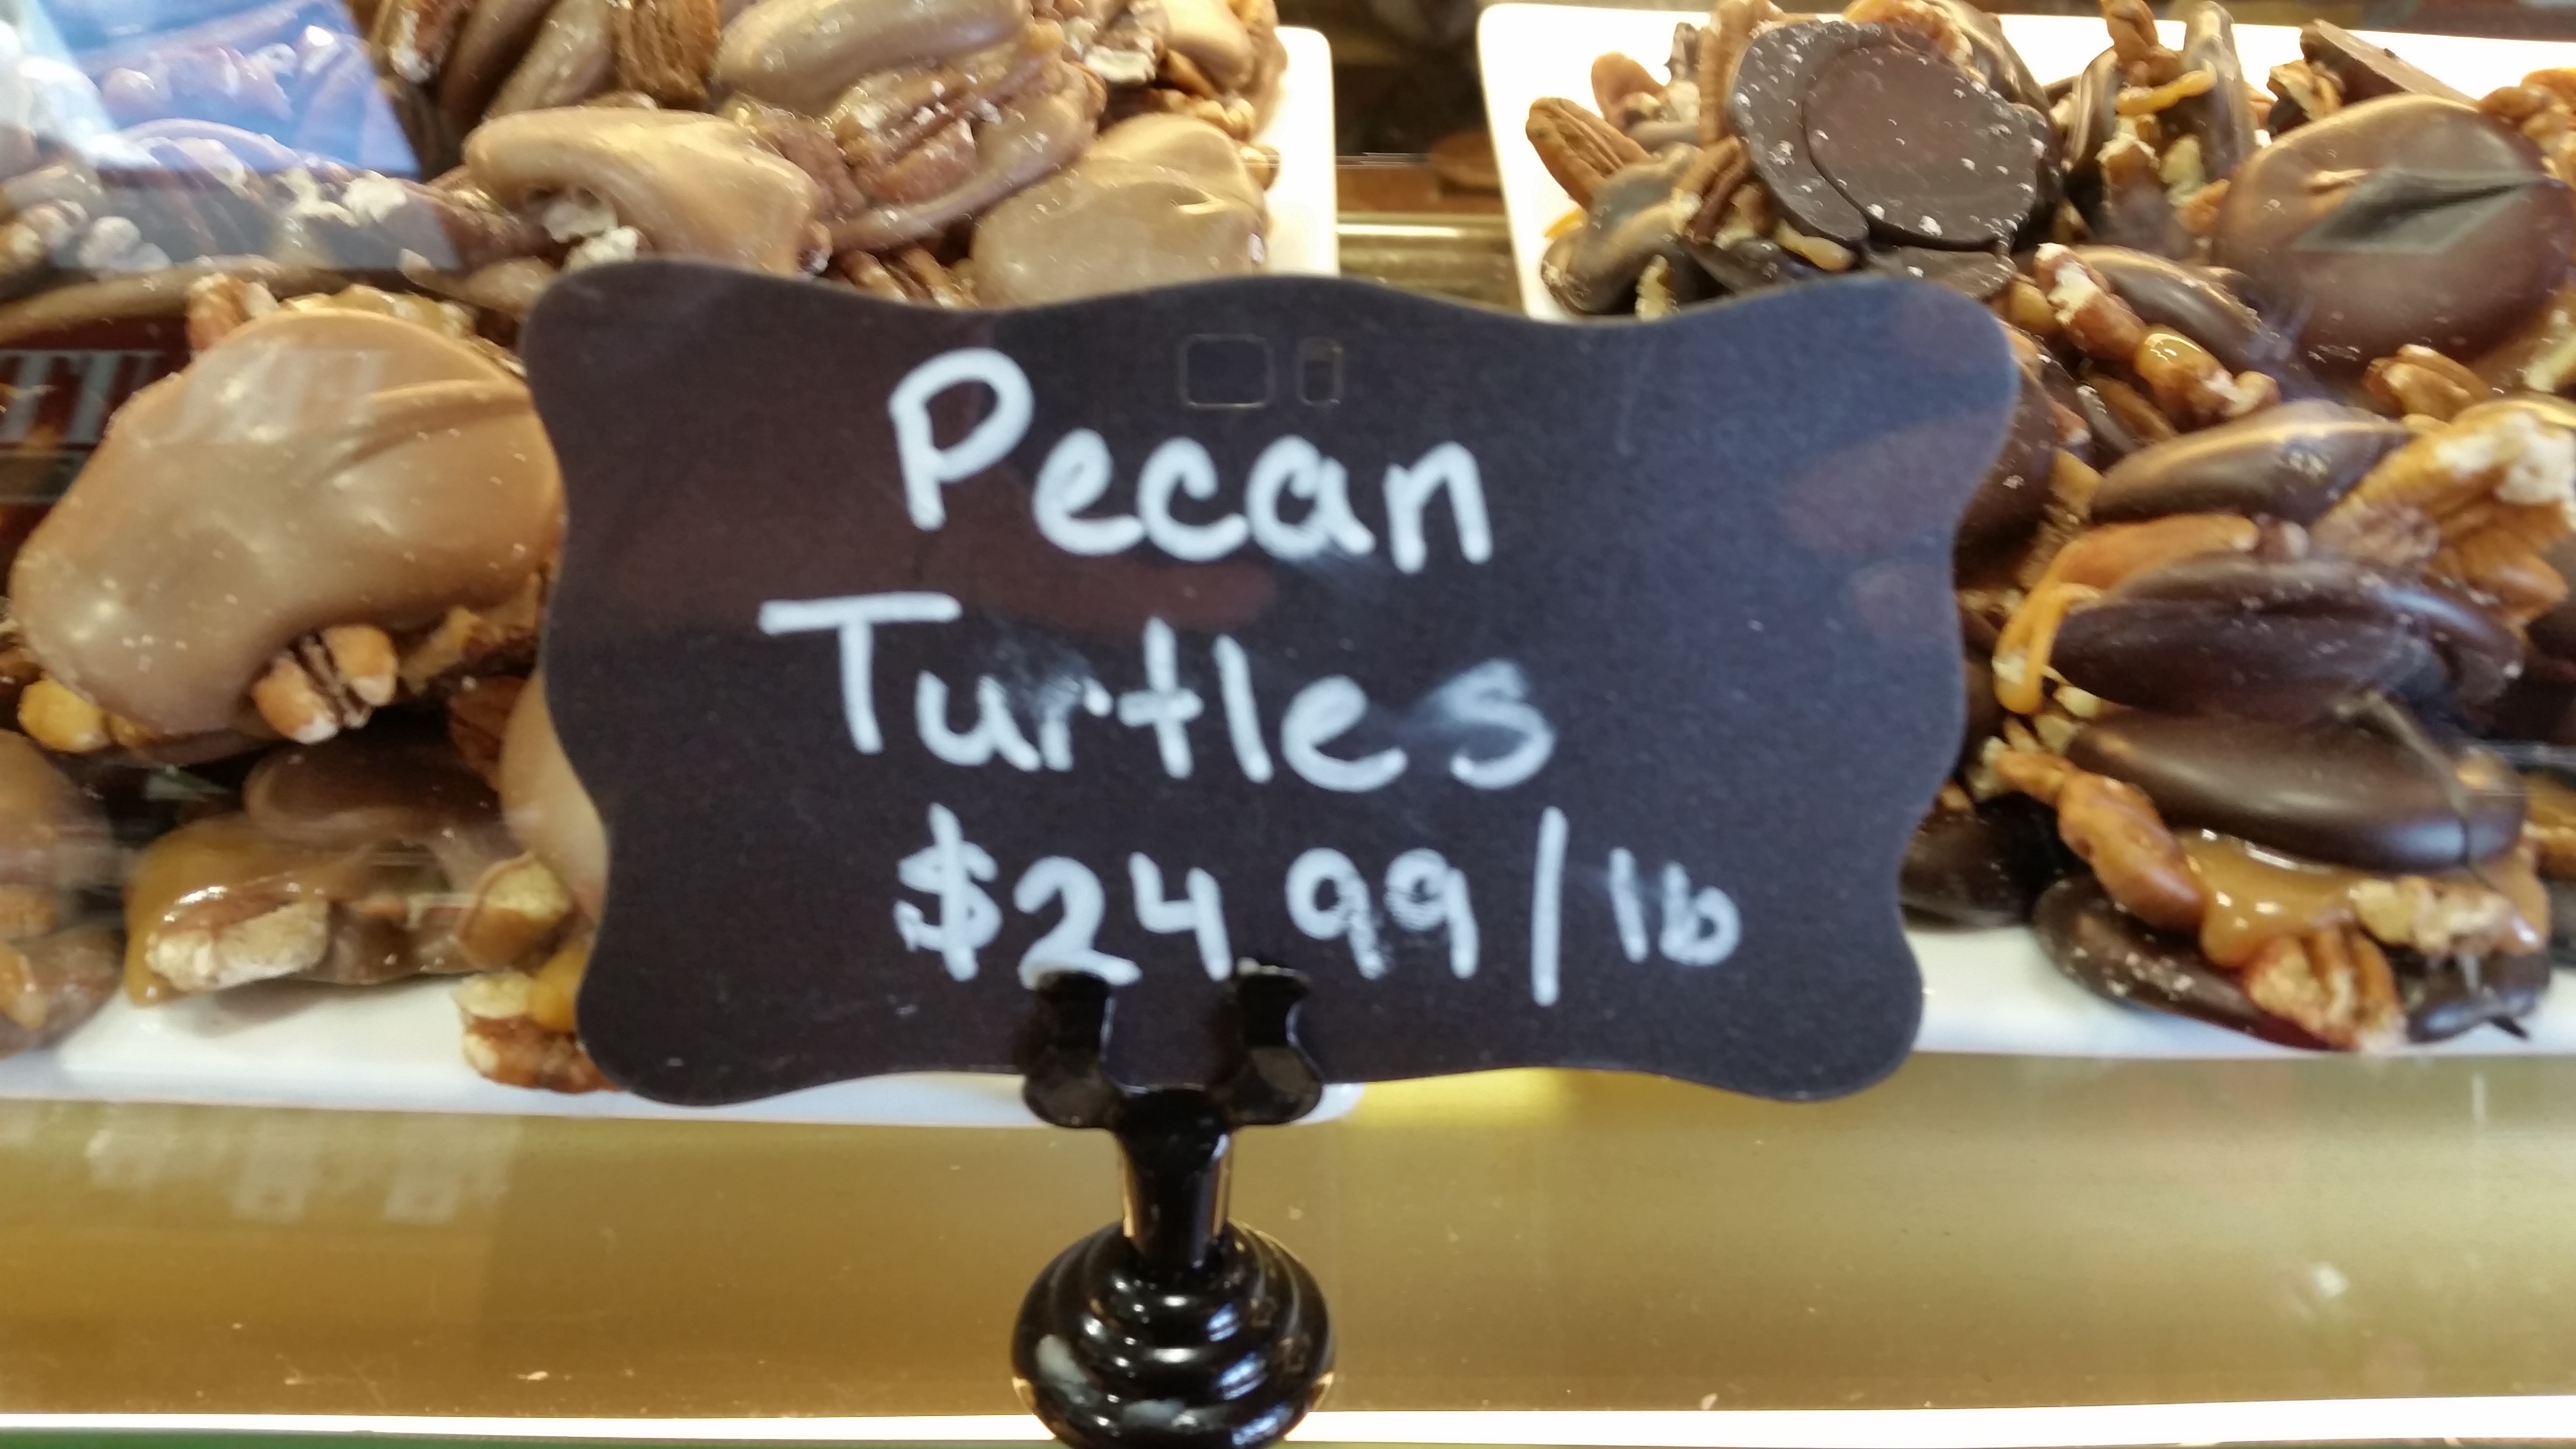 Pecan
Turtles
$24 99/lb